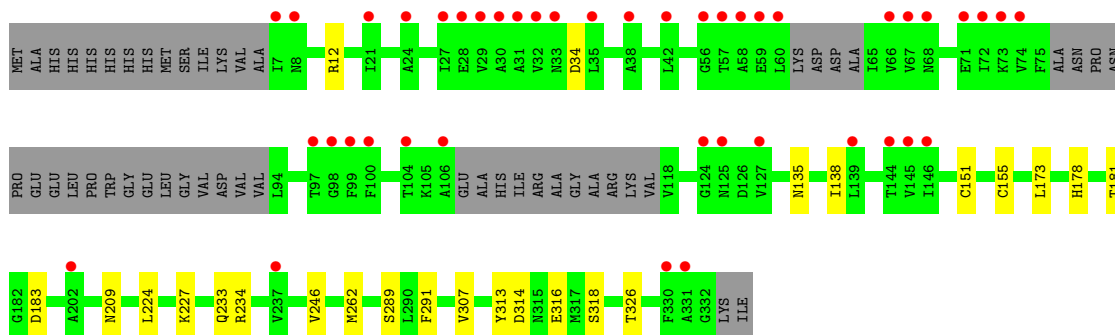 MET ALA HIS HIS HIS HIS HIS HIS MET SER ILE LYS VAL ALA I7 N8 R12 I21 A24 I27 E28 V29 A30 A31 V32 N33 D34 L35 A38 L42 G56 T57 A58 E59 L60 LYS ASP ASP ALA I65 V66 V67 N68 E71 I72 K73 V74 F75 ALA ASN PRO ASN
PRO GLU GLU LEU PRO TRP GLY GLU LEU GLY VAL ASP VAL VAL L94 T97 G98 F99 F100 T104 K105 A106 GLU ALA HIS ILE ARG ALA GLY ALA ARG LYS VAL V118 G124 N125 D126 V127 N135 I138 L139 T144 V145 I146 C151 C155 L173 H178 T181
G182 D183 A202 N209 L224 K227 Q233 R234 V237 V246 M262 S289 L290 F291 V307 Y313 D314 N315 E316 M317 S318 T326 F330 A331 G332 LYS ILE